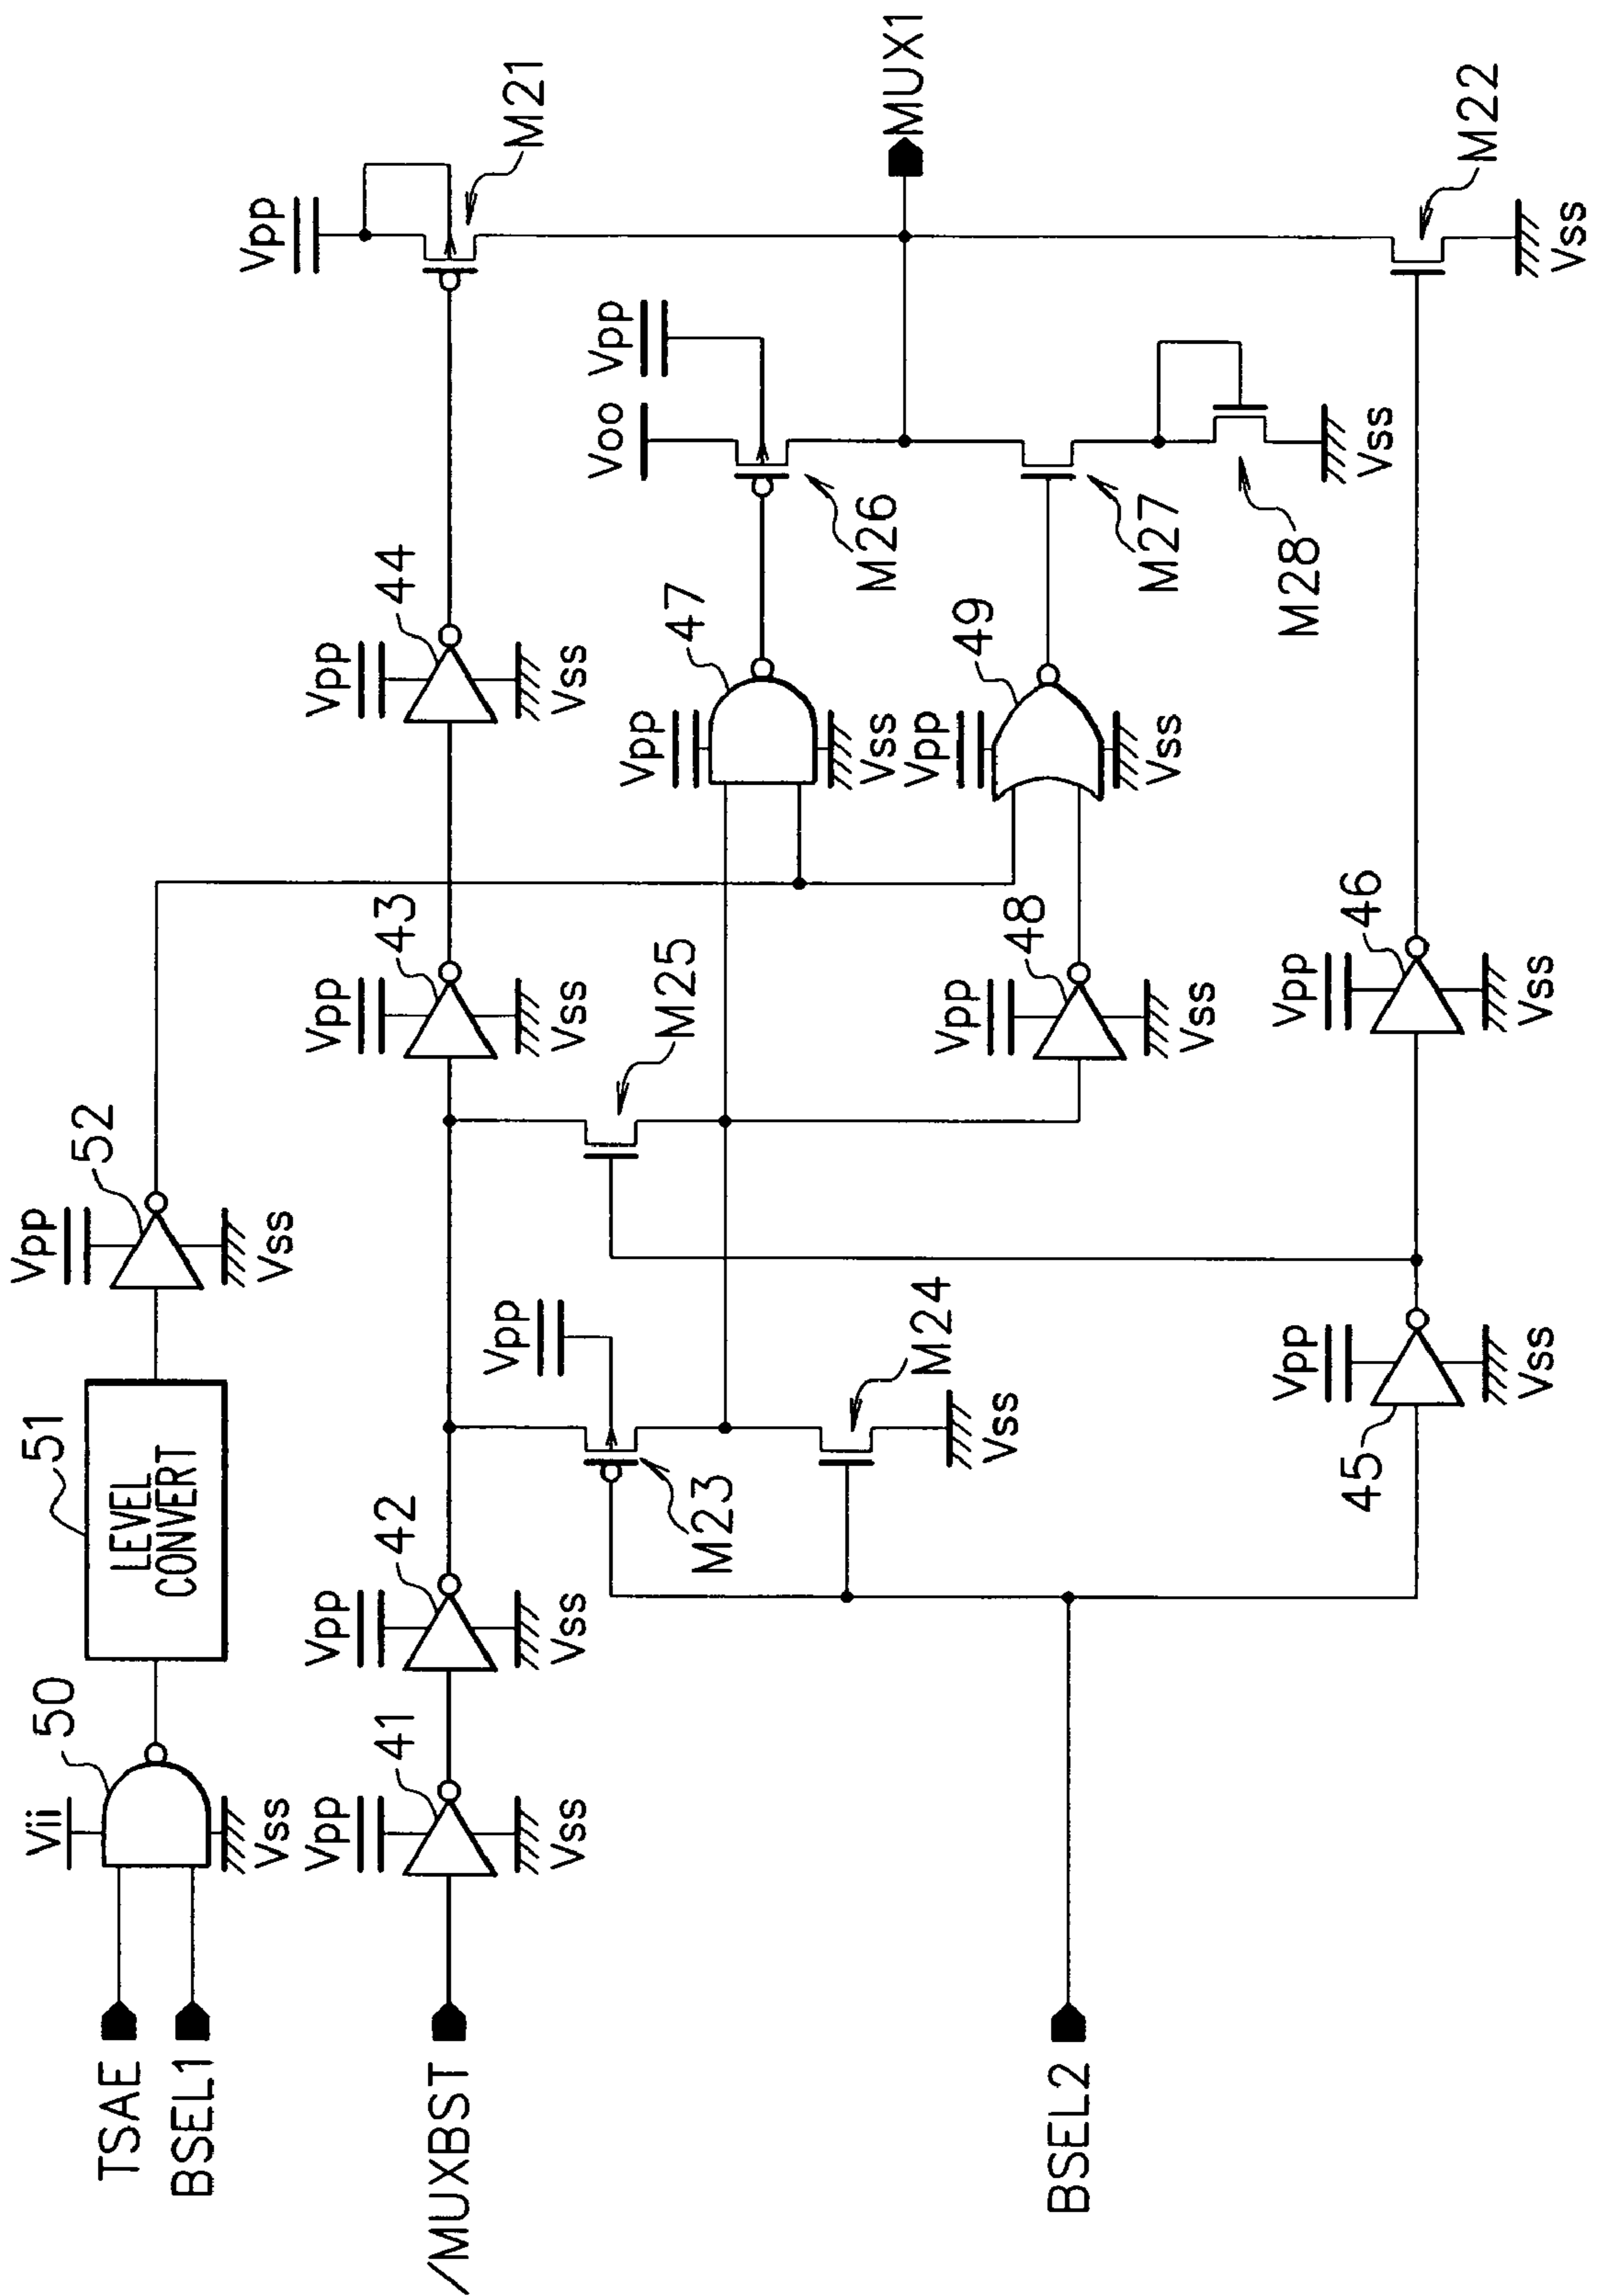 Vpp
Vii
50
51
52
LEVEL
CONVERT
TSAE
BSEL1
Vss
Vss
Vpp
Vpp
Vpp
Vpp
Vpp
41
42
43
44
/MUXBST
M21
Vpp
Vss
Vss
Vss
Vss
Voo
Vpp
Vpp
M25
47
M23
M26
Vss
MUX1
M24
Vpp
Vpp
49
Vss
48
BSEL2
M27
Vss
Vss
Vpp
Vpp
M28
45
46
Vss
M22
Vss
Vss
Vss